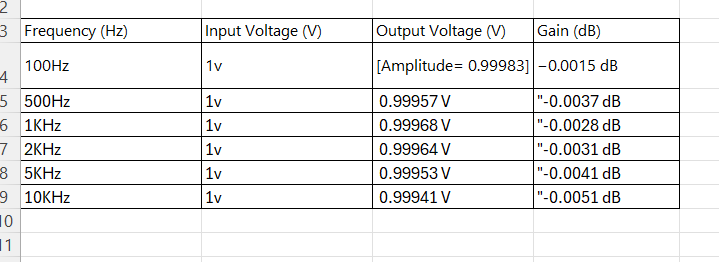 2
3 Frequency (Hz) Input Voltage (V) Output Voltage (V) Gain (dB)
4 100Hz 1v [Amplitude= 0.99983] −0.0015 dB
5 500Hz 1v 0.99957 V "-0.0037 dB
6 1KHz 1v 0.99968 V "-0.0028 dB
7 2KHz 1v 0.99964 V "-0.0031 dB
8 5KHz 1v 0.99953 V "-0.0041 dB
9 10KHz 1v 0.99941 V "-0.0051 dB
10
11